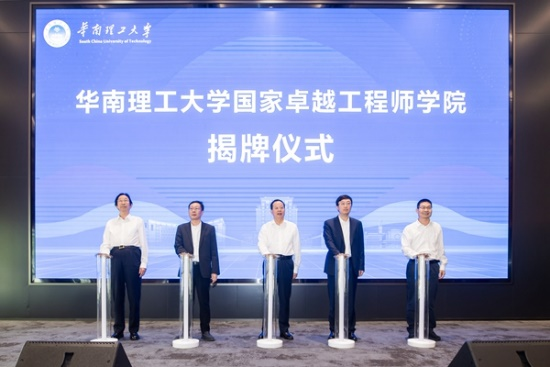 华南理工大学
South China University of Technology
华南理工大学国家卓越工程师学院
揭牌仪式